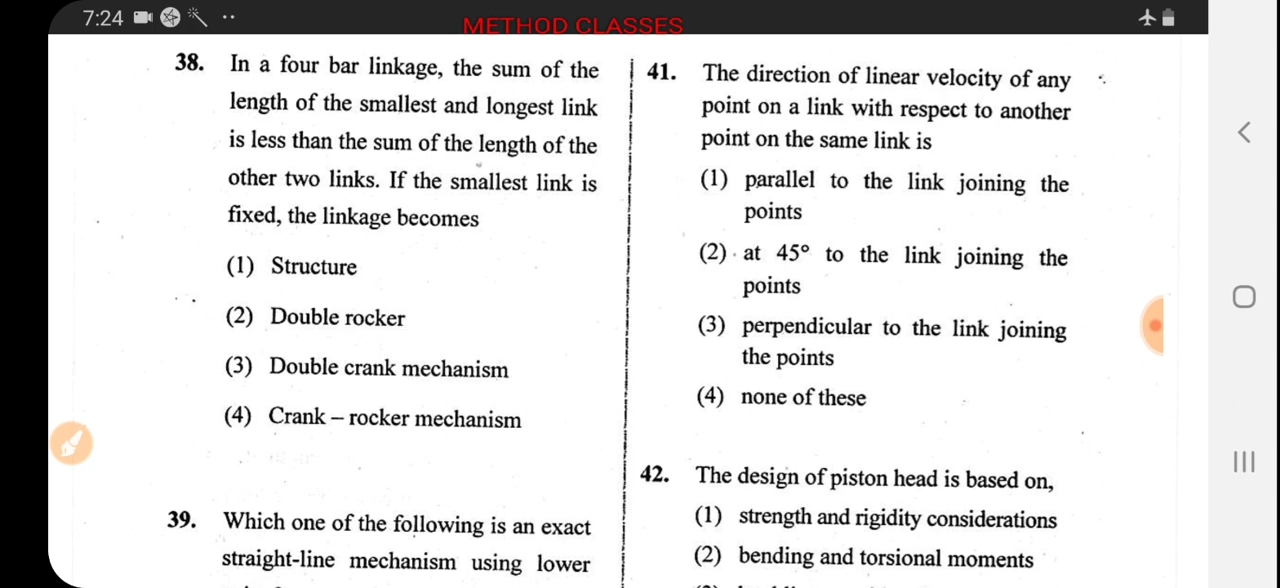 7:24
METHOD CLASSES
38. In a four bar linkage, the sum of the
length of the smallest and longest link
is less than the sum of the length of the
other two links. If the smallest link is
fixed, the linkage becomes
(1) Structure
(2) Double rocker
(3) Double crank mechanism
(4) Crank – rocker mechanism
39. Which one of the following is an exact
straight-line mechanism using lower
41. The direction of linear velocity of any
point on a link with respect to another
point on the same link is
(1) parallel to the link joining the
points
(2) at 45° to the link joining the
points
(3) perpendicular to the link joining
the points
(4) none of these
42. The design of piston head is based on,
(1) strength and rigidity considerations
(2) bending and torsional moments